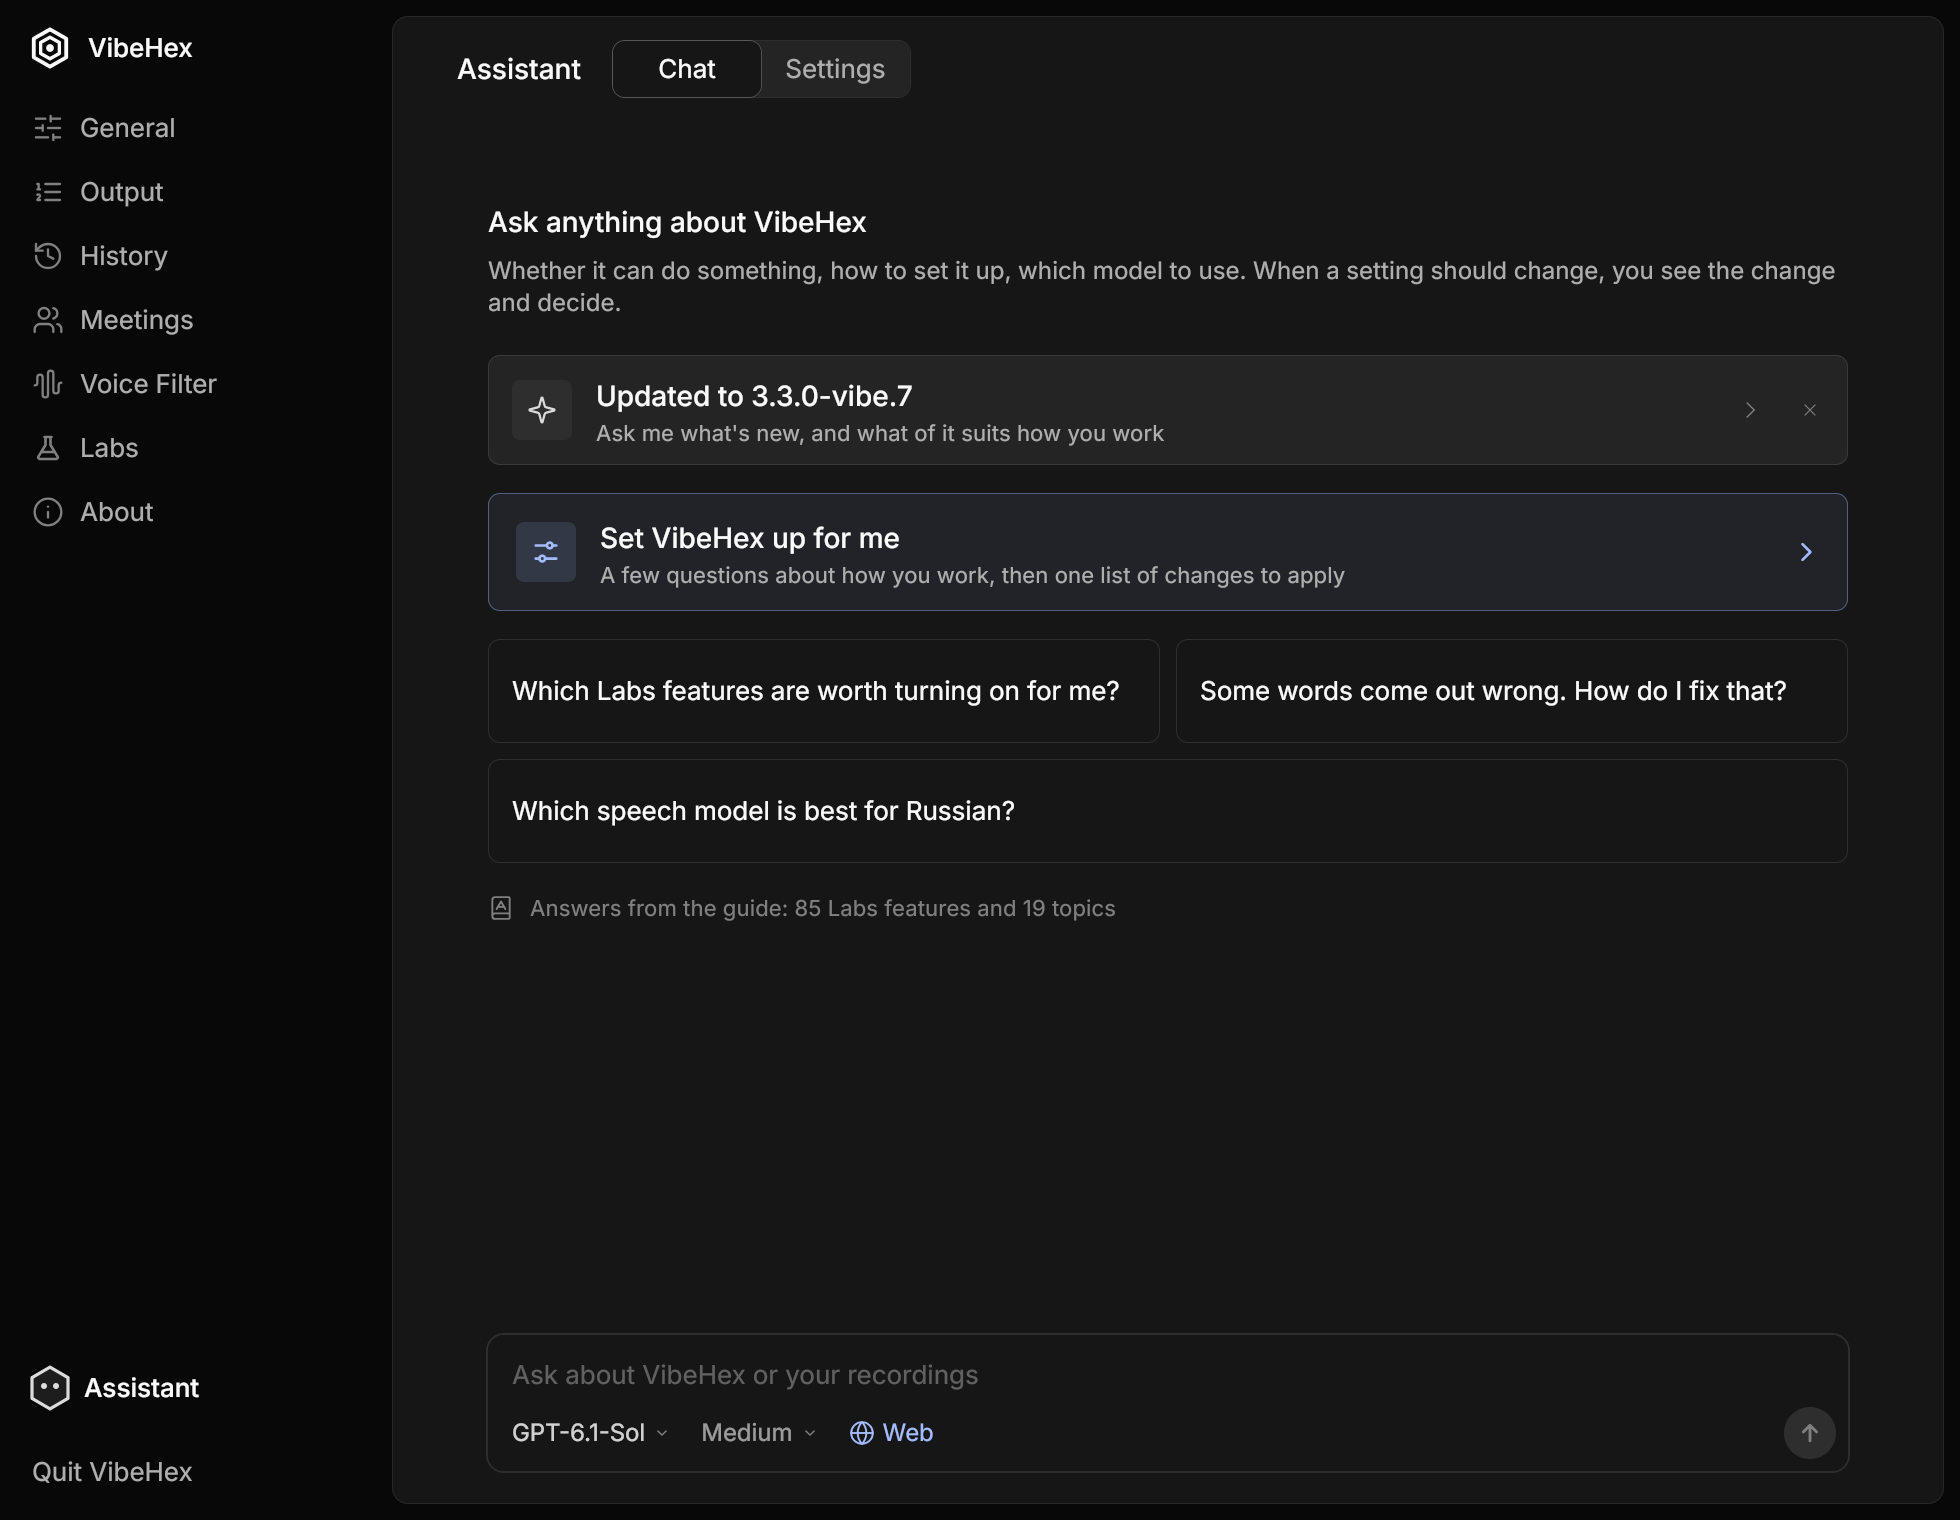 VibeHex
General
Output
History
Meetings
Voice Filter
Labs
About
Assistant
Quit VibeHex
Assistant
Chat
Settings
Ask anything about VibeHex
Whether it can do something, how to set it up, which model to use. When a setting should change, you see the change
and decide.
Updated to 3.3.0-vibe.7
Ask me what's new, and what of it suits how you work
Set VibeHex up for me
A few questions about how you work, then one list of changes to apply
Which Labs features are worth turning on for me?
Some words come out wrong. How do I fix that?
Which speech model is best for Russian?
Answers from the guide: 85 Labs features and 19 topics
Ask about VibeHex or your recordings
GPT-6.1-Sol
Medium
Web